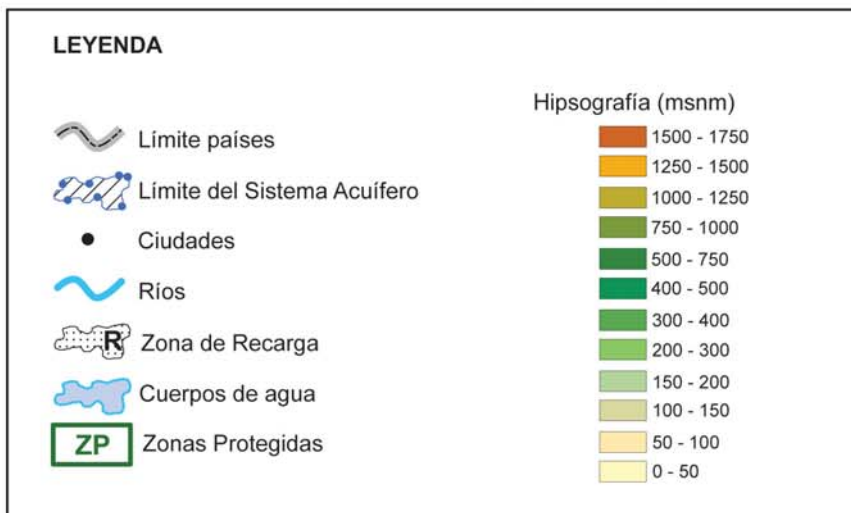 LEYENDA
Límite países
Límite del Sistema Acuífero
Ciudades
Ríos
R
Zona de Recarga
Cuerpos de agua
ZP
Zonas Protegidas
Hipsografía (msnm)
1500 - 1750
1250 - 1500
1000 - 1250
750 - 1000
500 - 750
400 - 500
300 - 400
200 - 300
150 - 200
100 - 150
50 - 100
0 - 50